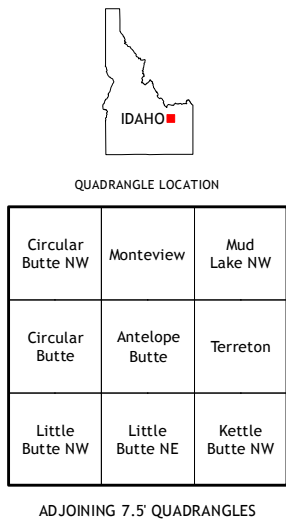 IDAHO
QUADRANGLE LOCATION
Circular
Butte NW
Monteview
Mud
Lake NW
Circular
Butte
Antelope
Butte
Terreton
Little
Butte NW
Little
Butte NE
Kettle
Butte NW
ADJOINING 7.5' QUADRANGLES